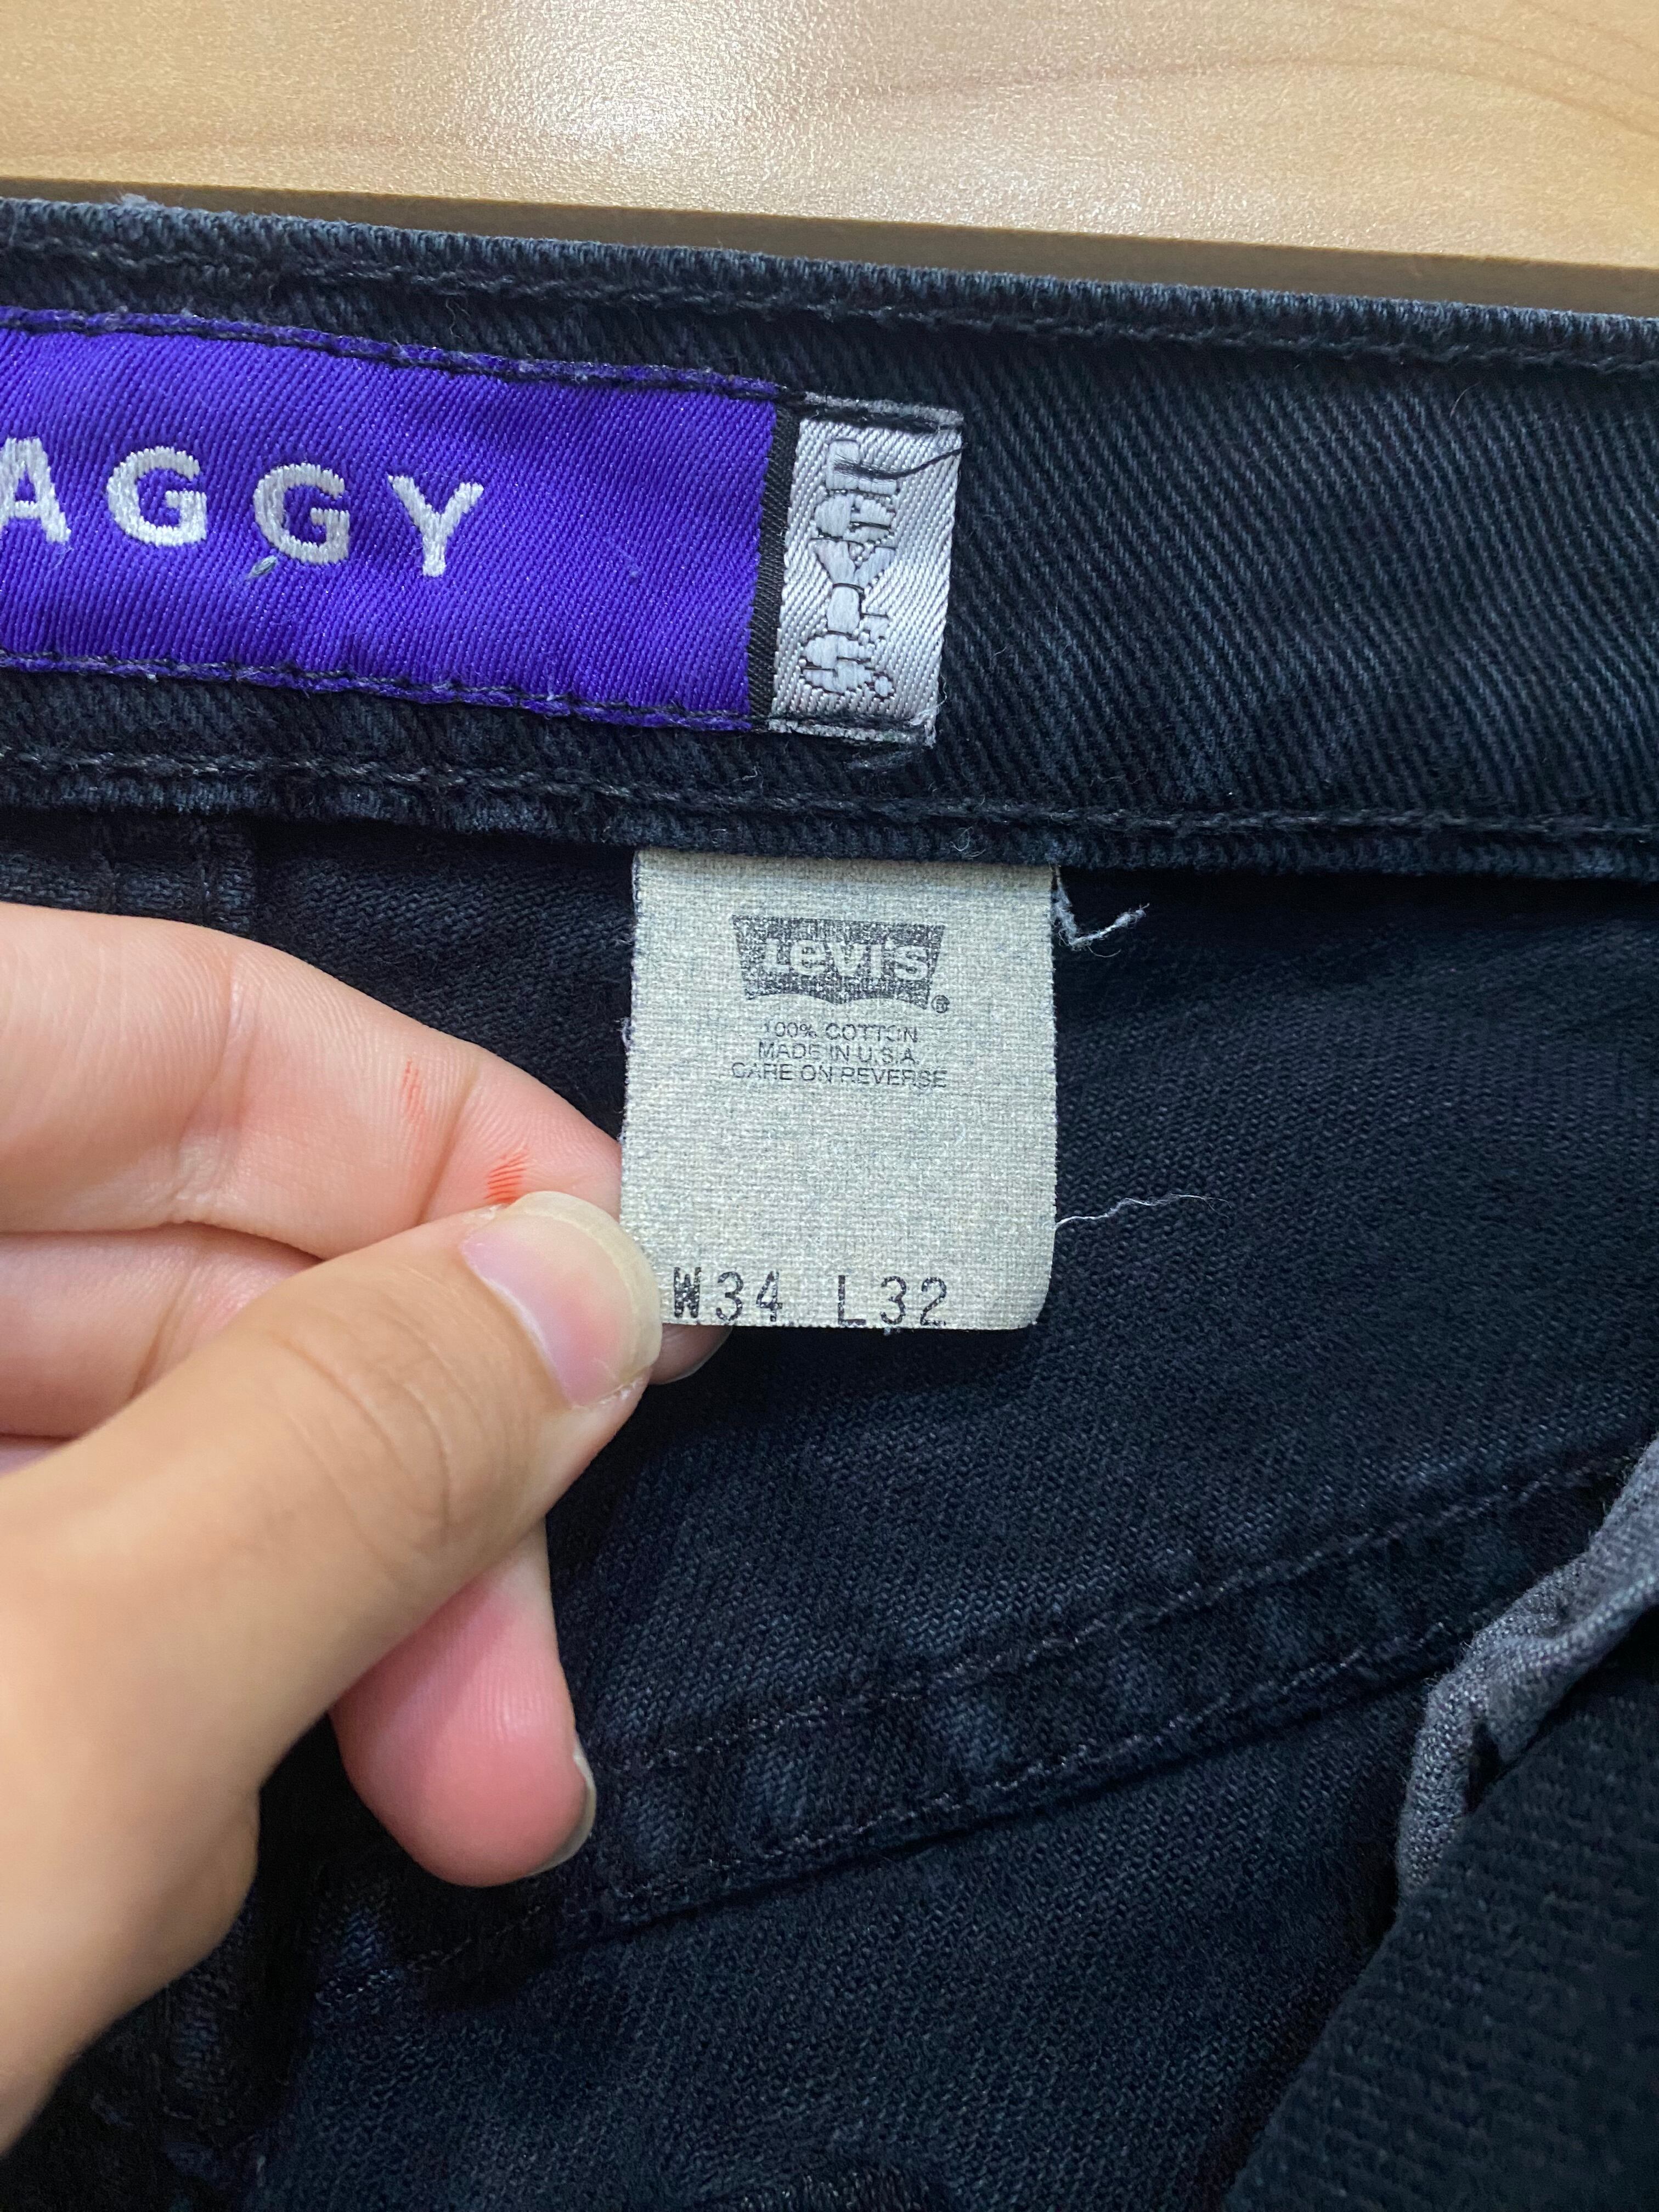 AGGY
Levi's®
100% COTTON
MADE IN U.S.A.
CARE ON REVERSE
W34 L32